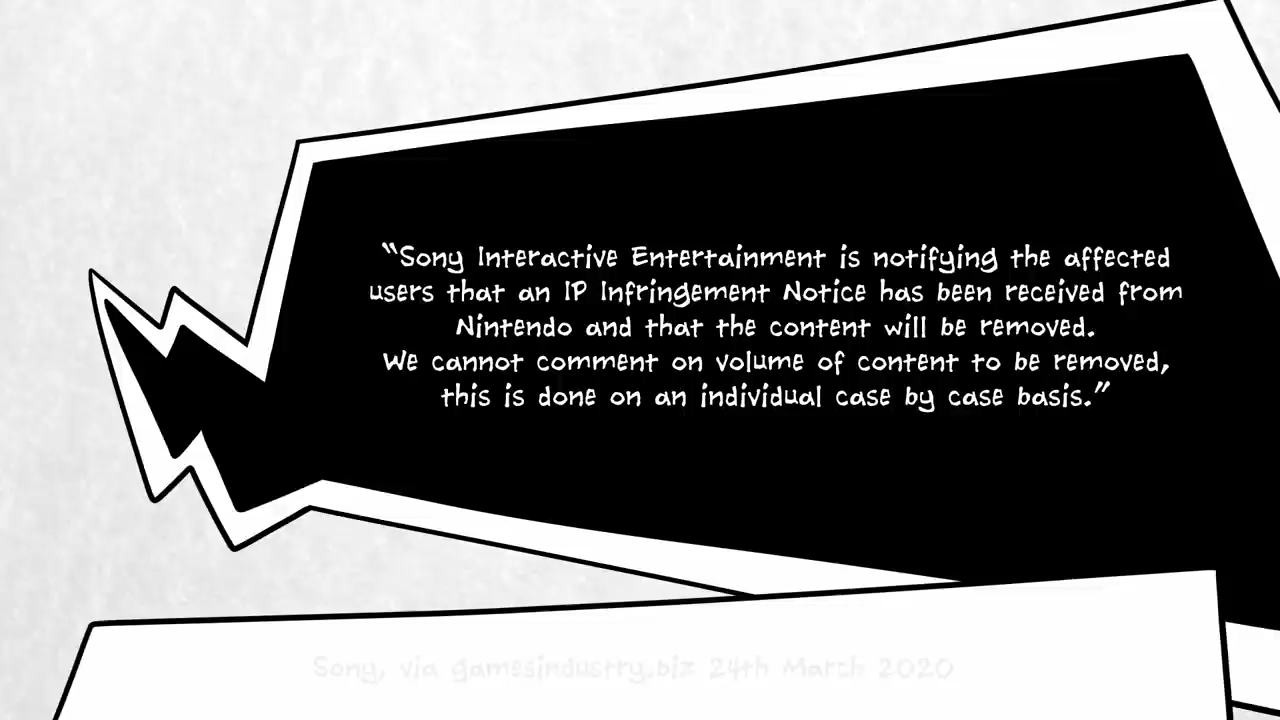 “Sony Interactive Entertainment is notifying the affected
users that an IP Infringement Notice has been received from
Nintendo and that the content will be removed.
We cannot comment on volume of content to be removed,
this is done on an individual case by case basis.”
Sony, via gamesindustry.biz 24th March 2020